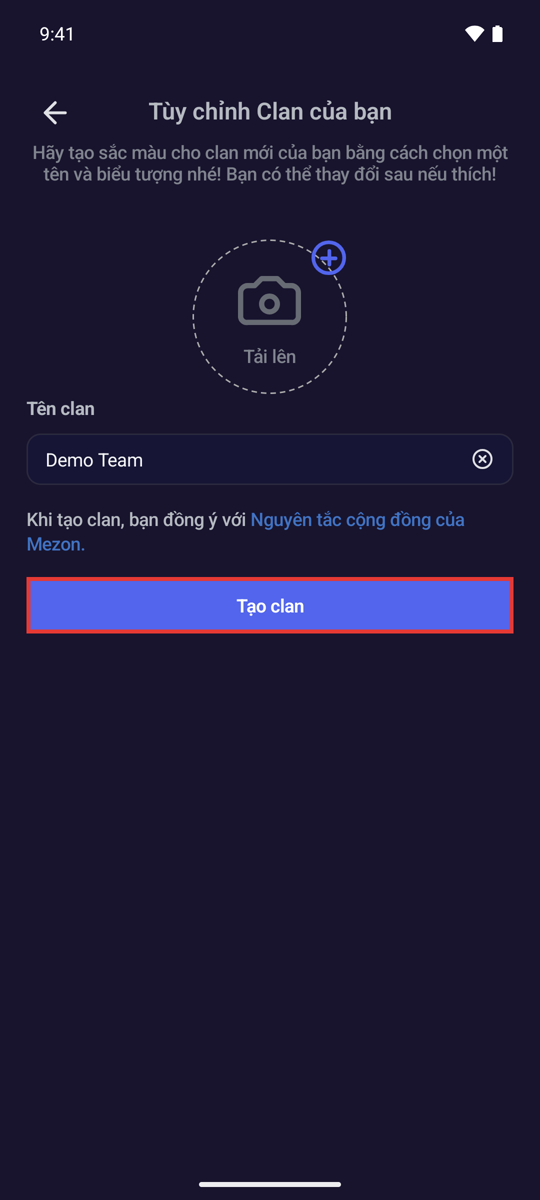 9:41
Tùy chỉnh Clan của bạn
Hãy tạo sắc màu cho clan mới của bạn bằng cách chọn một
tên và biểu tượng nhé! Bạn có thể thay đổi sau nếu thích!
Tải lên
Tên clan
Demo Team
Khi tạo clan, bạn đồng ý với Nguyên tắc cộng đồng của
Mezon.
Tạo clan